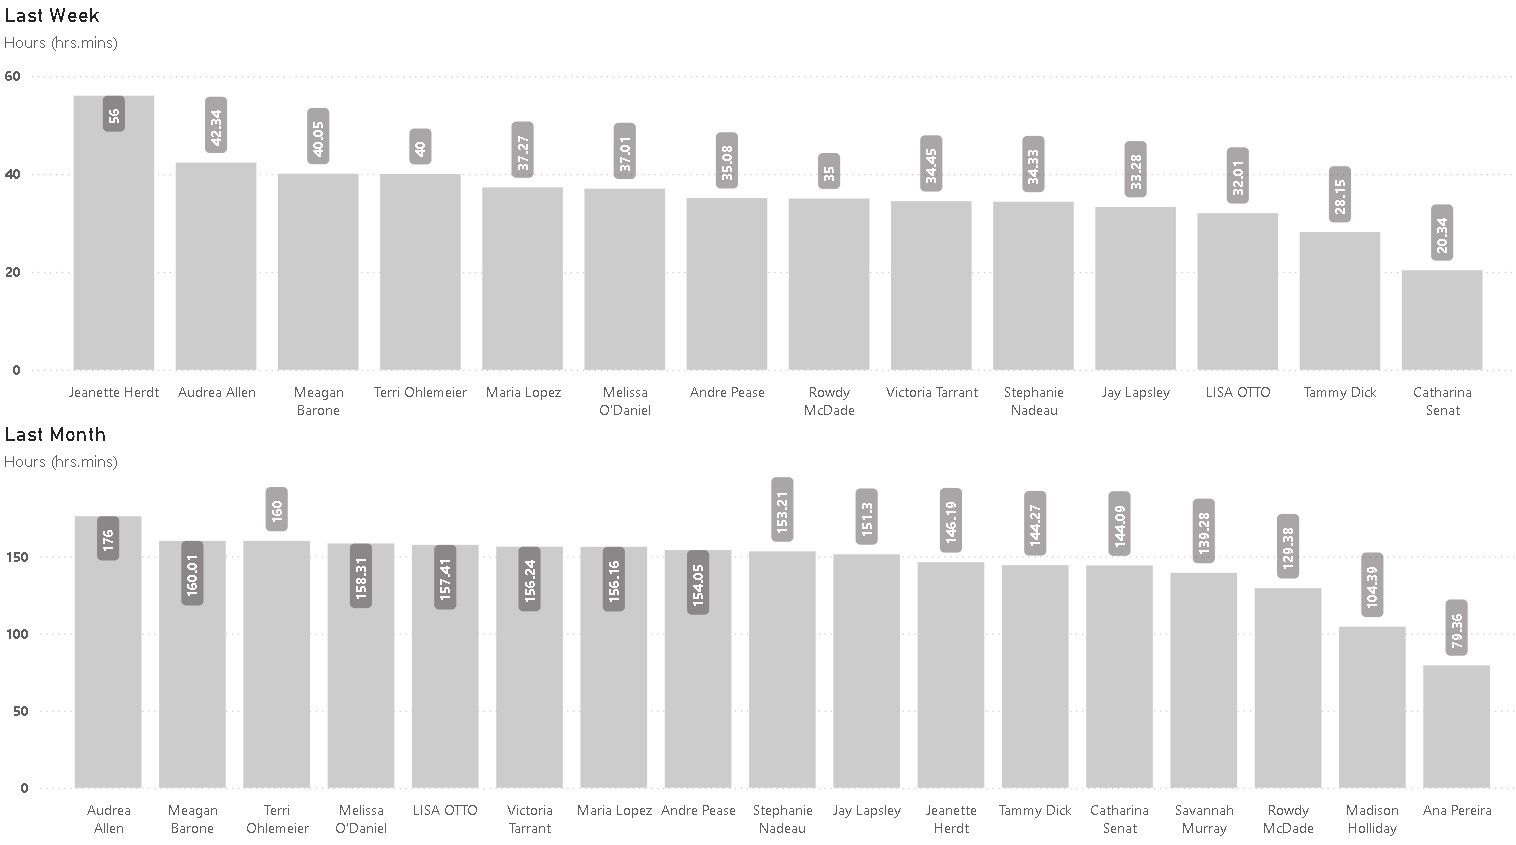 Last Week
Hours (hrs.mins)
60
40
20
0
56
42.34
40.05
40
37.27
37.01
35.08
35
34.45
34.33
33.28
32.01
28.15
20.34
Jeanette Herdt
Audrea Allen
Meagan
Barone
Terri Ohlemeier
Maria Lopez
Melissa
O'Daniel
Andre Pease
Rowdy
McDade
Victoria Tarrant
Stephanie
Nadeau
Jay Lapsley
LISA OTTO
Tammy Dick
Catharina
Senat
Last Month
Hours (hrs.mins)
150
100
50
0
176
160.01
160
158.31
157.41
156.24
156.16
154.05
153.21
151.3
146.19
144.27
144.09
139.28
129.38
104.39
79.36
Audrea
Allen
Meagan
Barone
Terri
Ohlemeier
Melissa
O'Daniel
LISA OTTO
Victoria
Tarrant
Maria Lopez
Andre Pease
Stephanie
Nadeau
Jay Lapsley
Jeanette
Herdt
Tammy Dick
Catharina
Senat
Savannah
Murray
Rowdy
McDade
Madison
Holliday
Ana Pereira